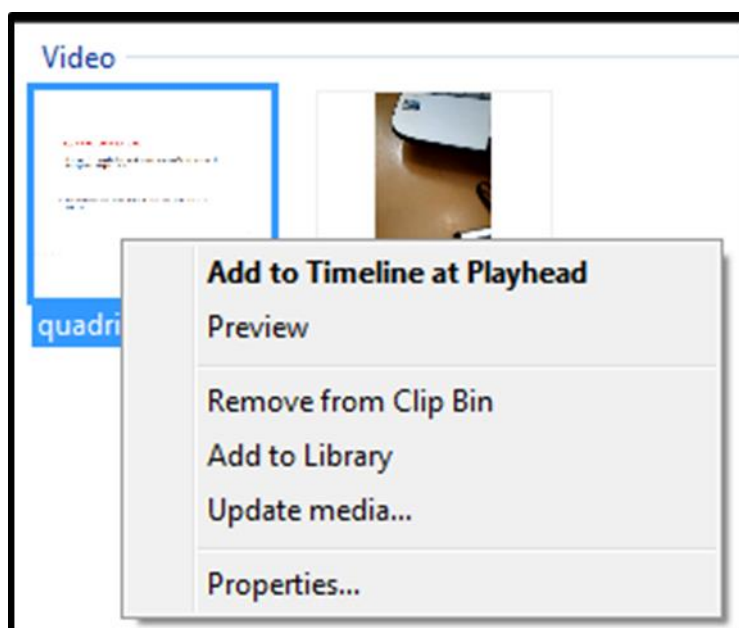 Video
quadri
Add to Timeline at Playhead
Preview
Remove from Clip Bin
Add to Library
Update media...
Properties...